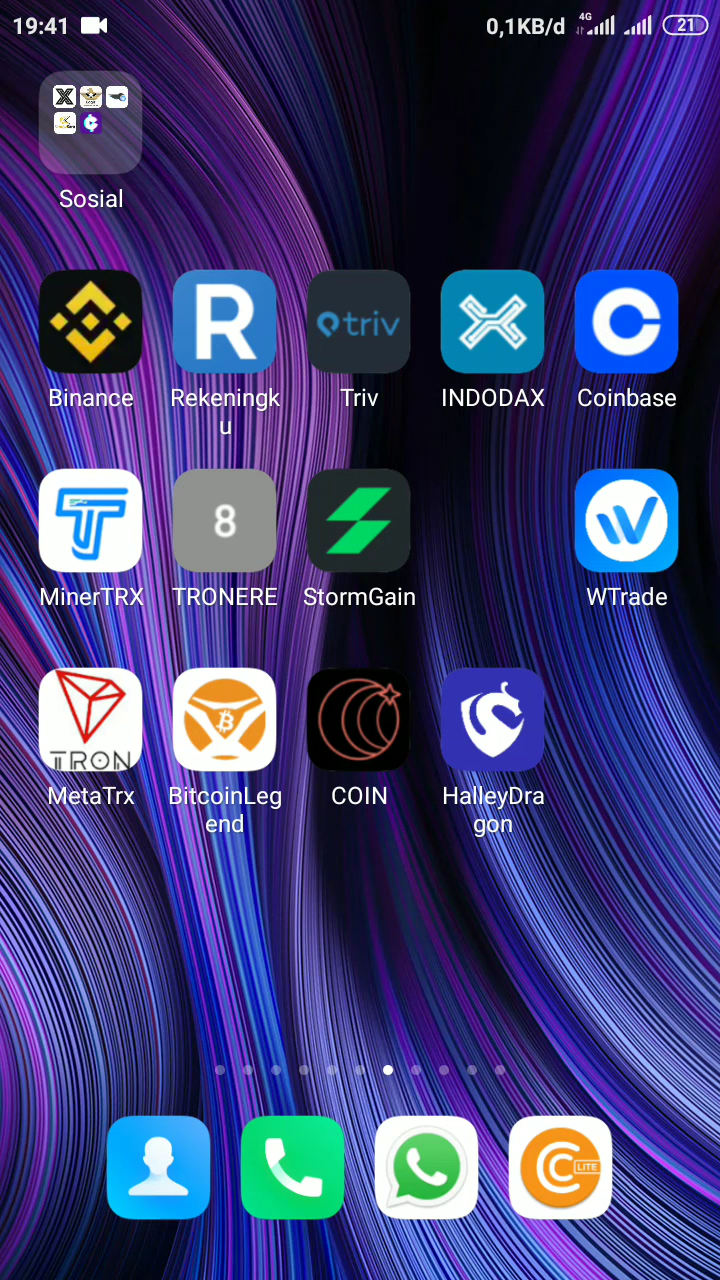 19:41 0,1KB/d 4G 21
Sosial
R triv
Binance Rekeningk INDODAX Coinbase
u Triv
8
MinerTRX TRONERE StormGain WTrade
TRON
MetaTrx BitcoinLeg COIN HalleyDra
end gon
LITE